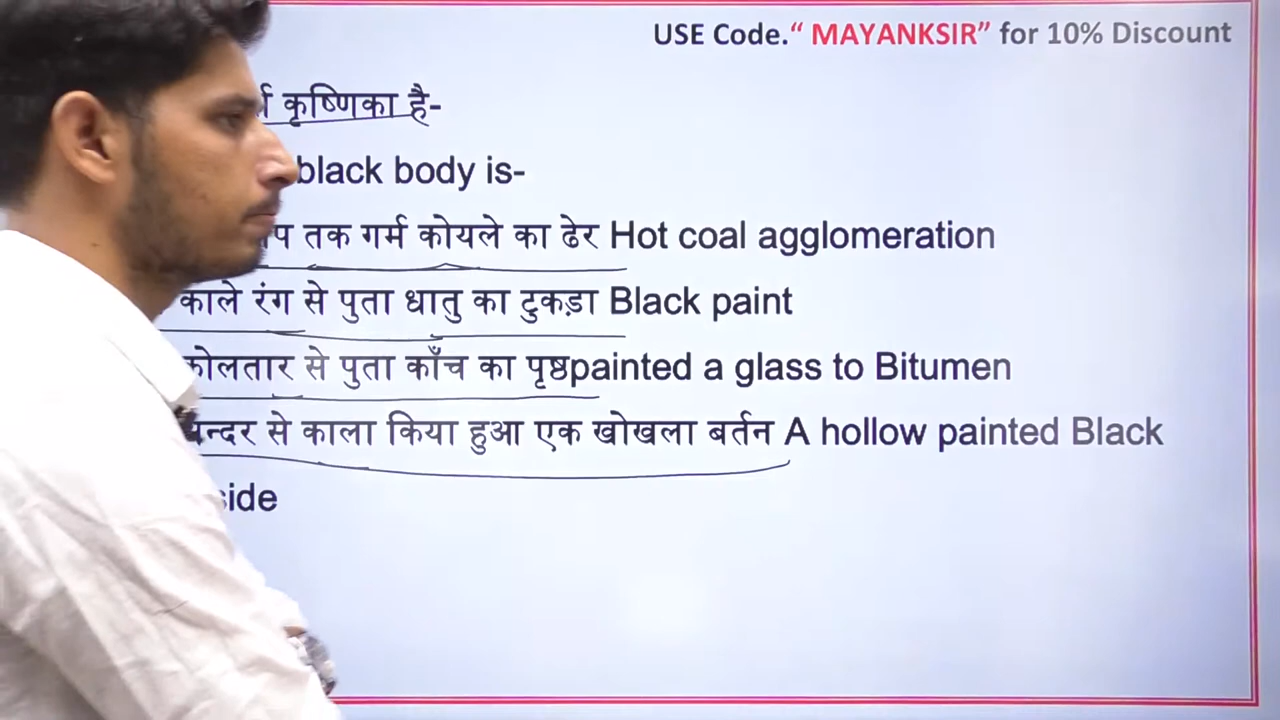 USE Code.“ MAYANKSIR” for 10% Discount
कृष्णिका है-
black body is-
तक गर्म कोयले का ढेर Hot coal agglomeration
काले रंग से पुता धातु का टुकड़ा Black paint
कोलतार से पुता काँच का पृष्ठpainted a glass to Bitumen
से काला किया हुआ एक खोखला बर्तन A hollow painted Black